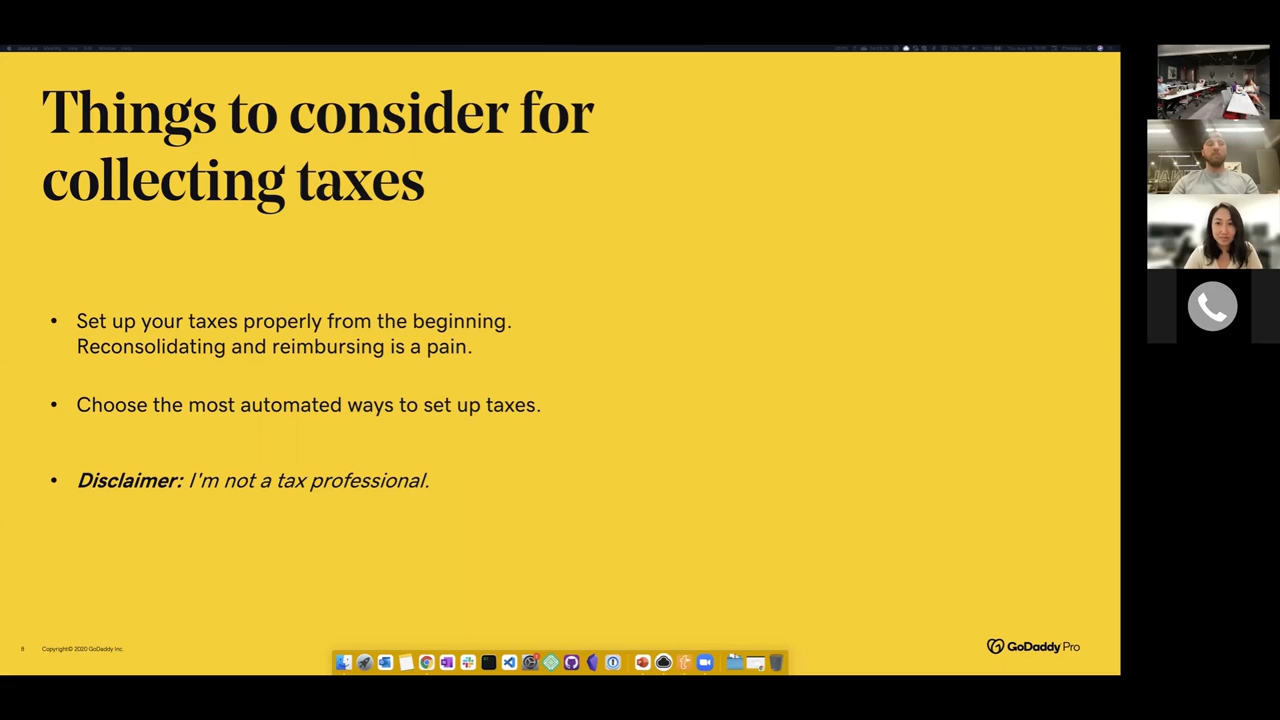 Things to consider for
collecting taxes
• Set up your taxes properly from the beginning.
Reconsolidating and reimbursing is a pain.
• Choose the most automated ways to set up taxes.
• Disclaimer: I'm not a tax professional.
8 Copyright© 2020 GoDaddy Inc.
GoDaddy Pro